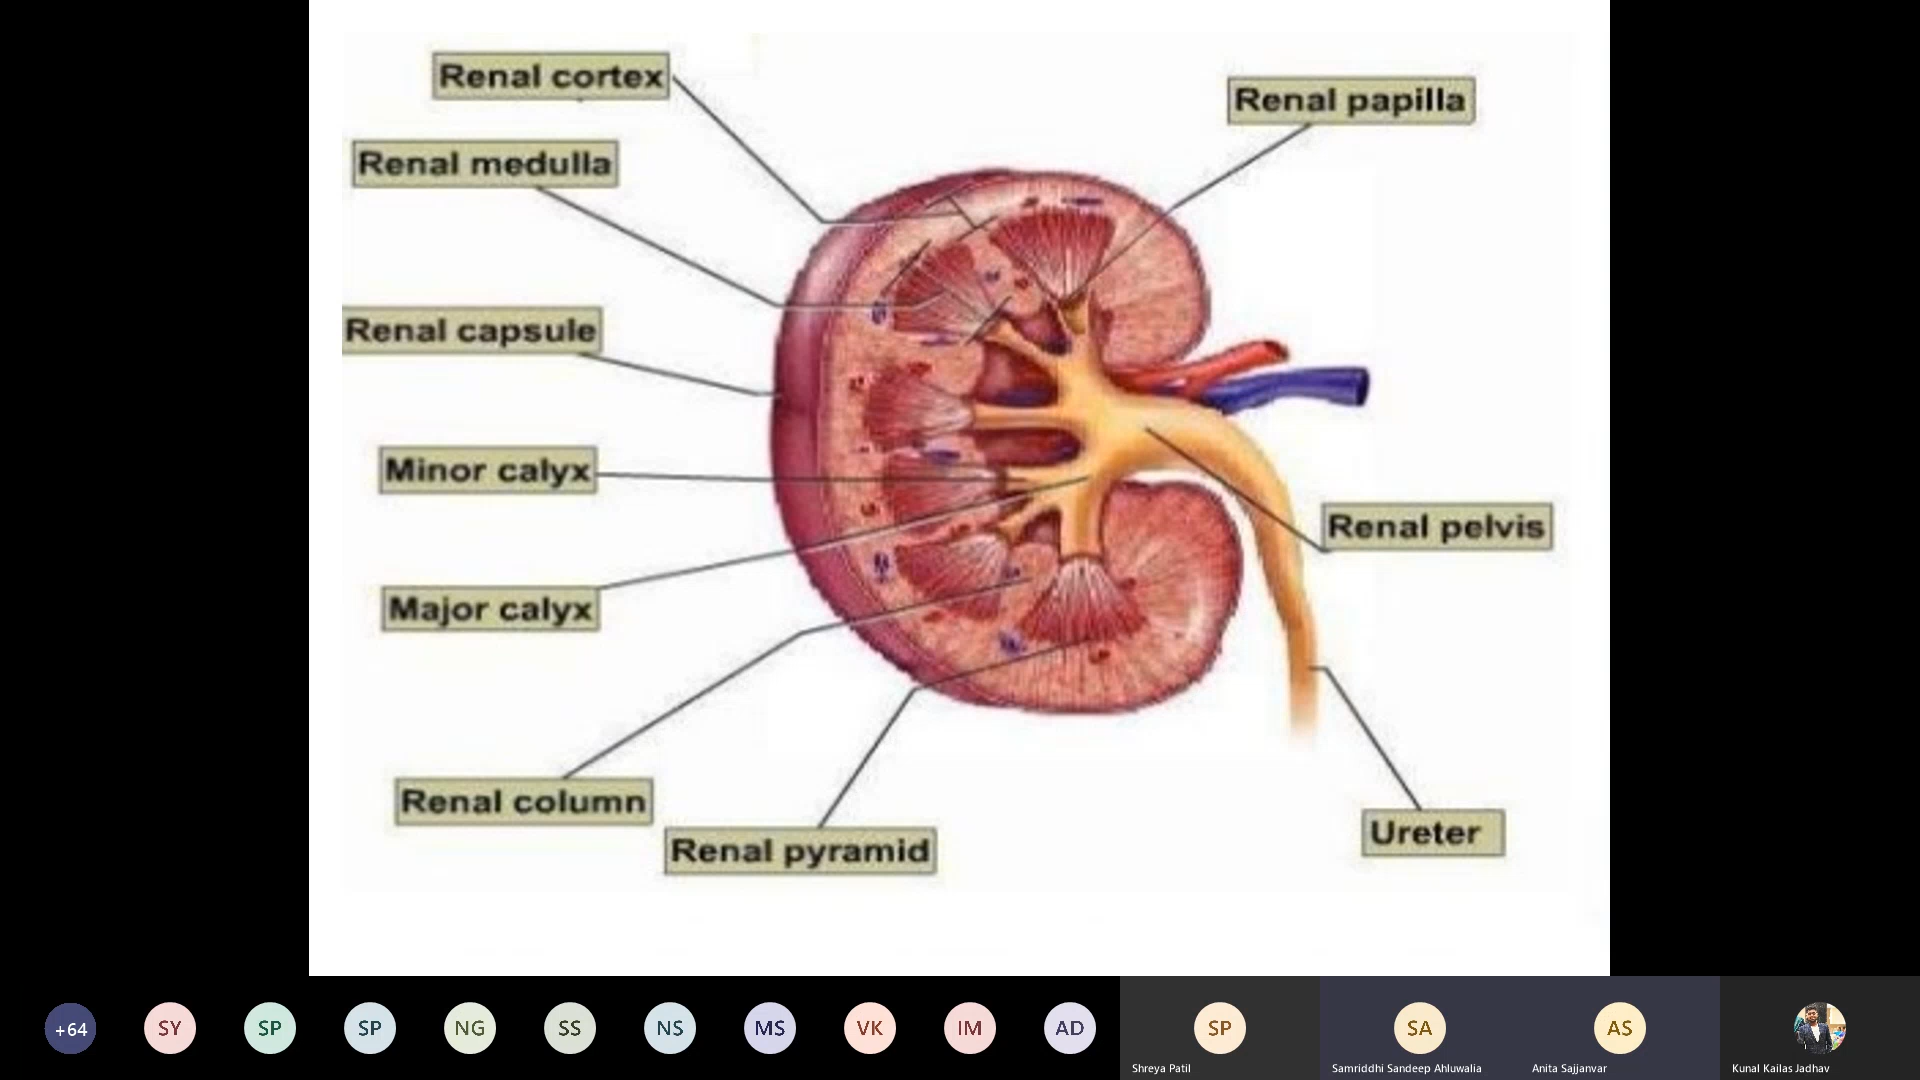 Renal cortex
Renal papilla
Renal medulla
Renal capsule
Minor calyx
Renal pelvis
Major calyx
Renal column
Renal pyramid
Ureter
+64
SY
SP
SP
NG
SS
NS
MS
VK
IM
AD
SP
SA
AS
Shreya Patil
Samriddhi Sandeep Ahluwalia
Anita Sajjanvar
Kunal Kailas Jadhav